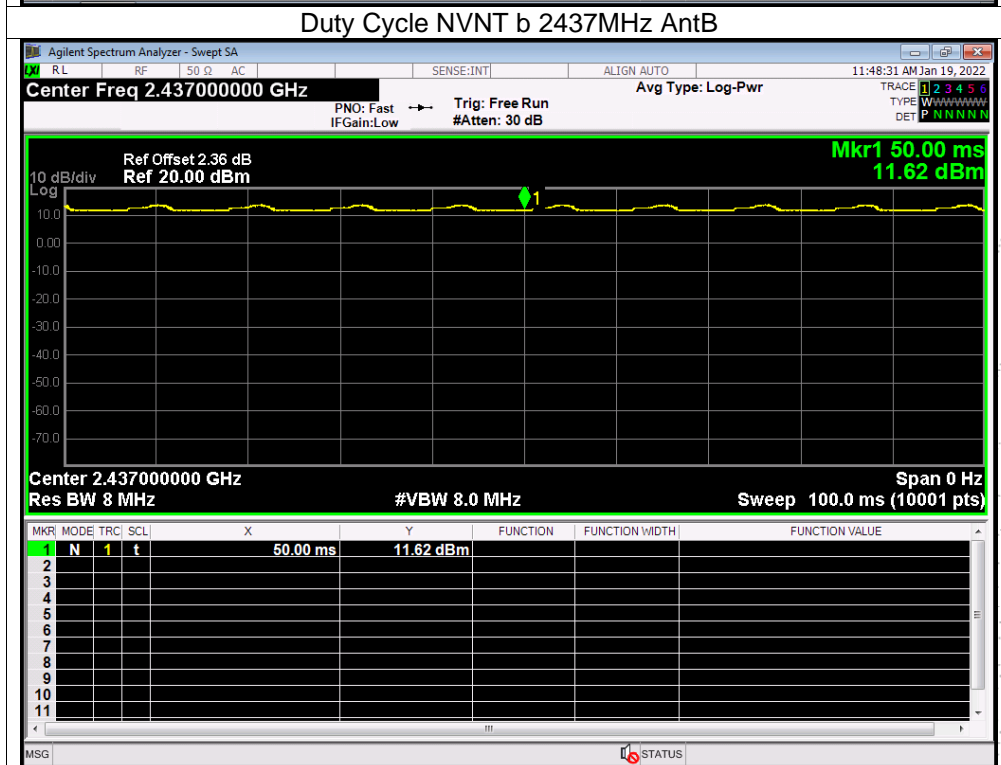 Duty Cycle NVNT b 2437MHz AntB
Agilent Spectrum Analyzer - Swept SA
LXI RL RF 50 Ω AC SENSE:INT ALIGN AUTO 11:48:31 AM Jan 19, 2022
Center Freq 2.437000000 GHz Avg Type: Log-Pwr TRACE 1 2 3 4 5 6
PNO: Fast Trig: Free Run TYPE WWWWWW
IFGain:Low #Atten: 30 dB DET P N N N N N
Mkr1 50.00 ms
Ref Offset 2.36 dB
10 dB/div Ref 20.00 dBm 11.62 dBm
Log
1
10.0
0.00
-10.0
-20.0
-30.0
-40.0
-50.0
-60.0
-70.0
Center 2.437000000 GHz Span 0 Hz
Res BW 8 MHz #VBW 8.0 MHz Sweep 100.0 ms (10001 pts)
MKR MODE TRC SCL X Y FUNCTION FUNCTION WIDTH FUNCTION VALUE
1 N 1 t 50.00 ms 11.62 dBm
2
3
4
5
6
7
8
9
10
11
MSG STATUS